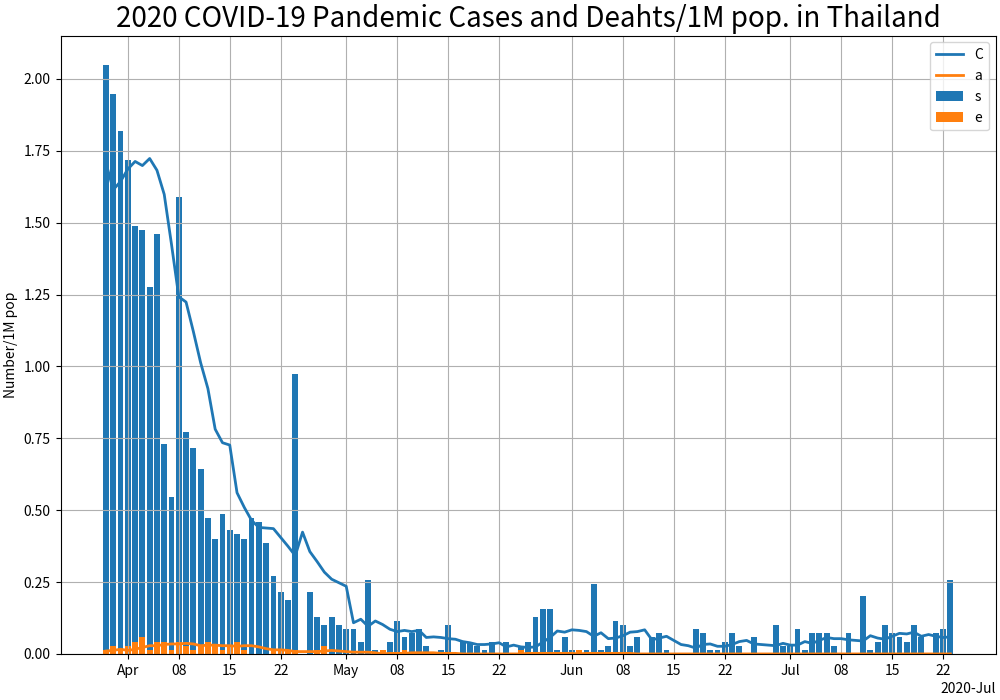 2020 COVID-19 Pandemic Cases and Deahts/1M pop. in Thailand
C
a
s
e
2.00
1.75
1.50
1.25
1.00
0.75
0.50
0.25
0.00
Number/1M pop
Apr 08 15 22 May 08 15 22 Jun 08 15 22 Jul 08 15 22
2020-Jul